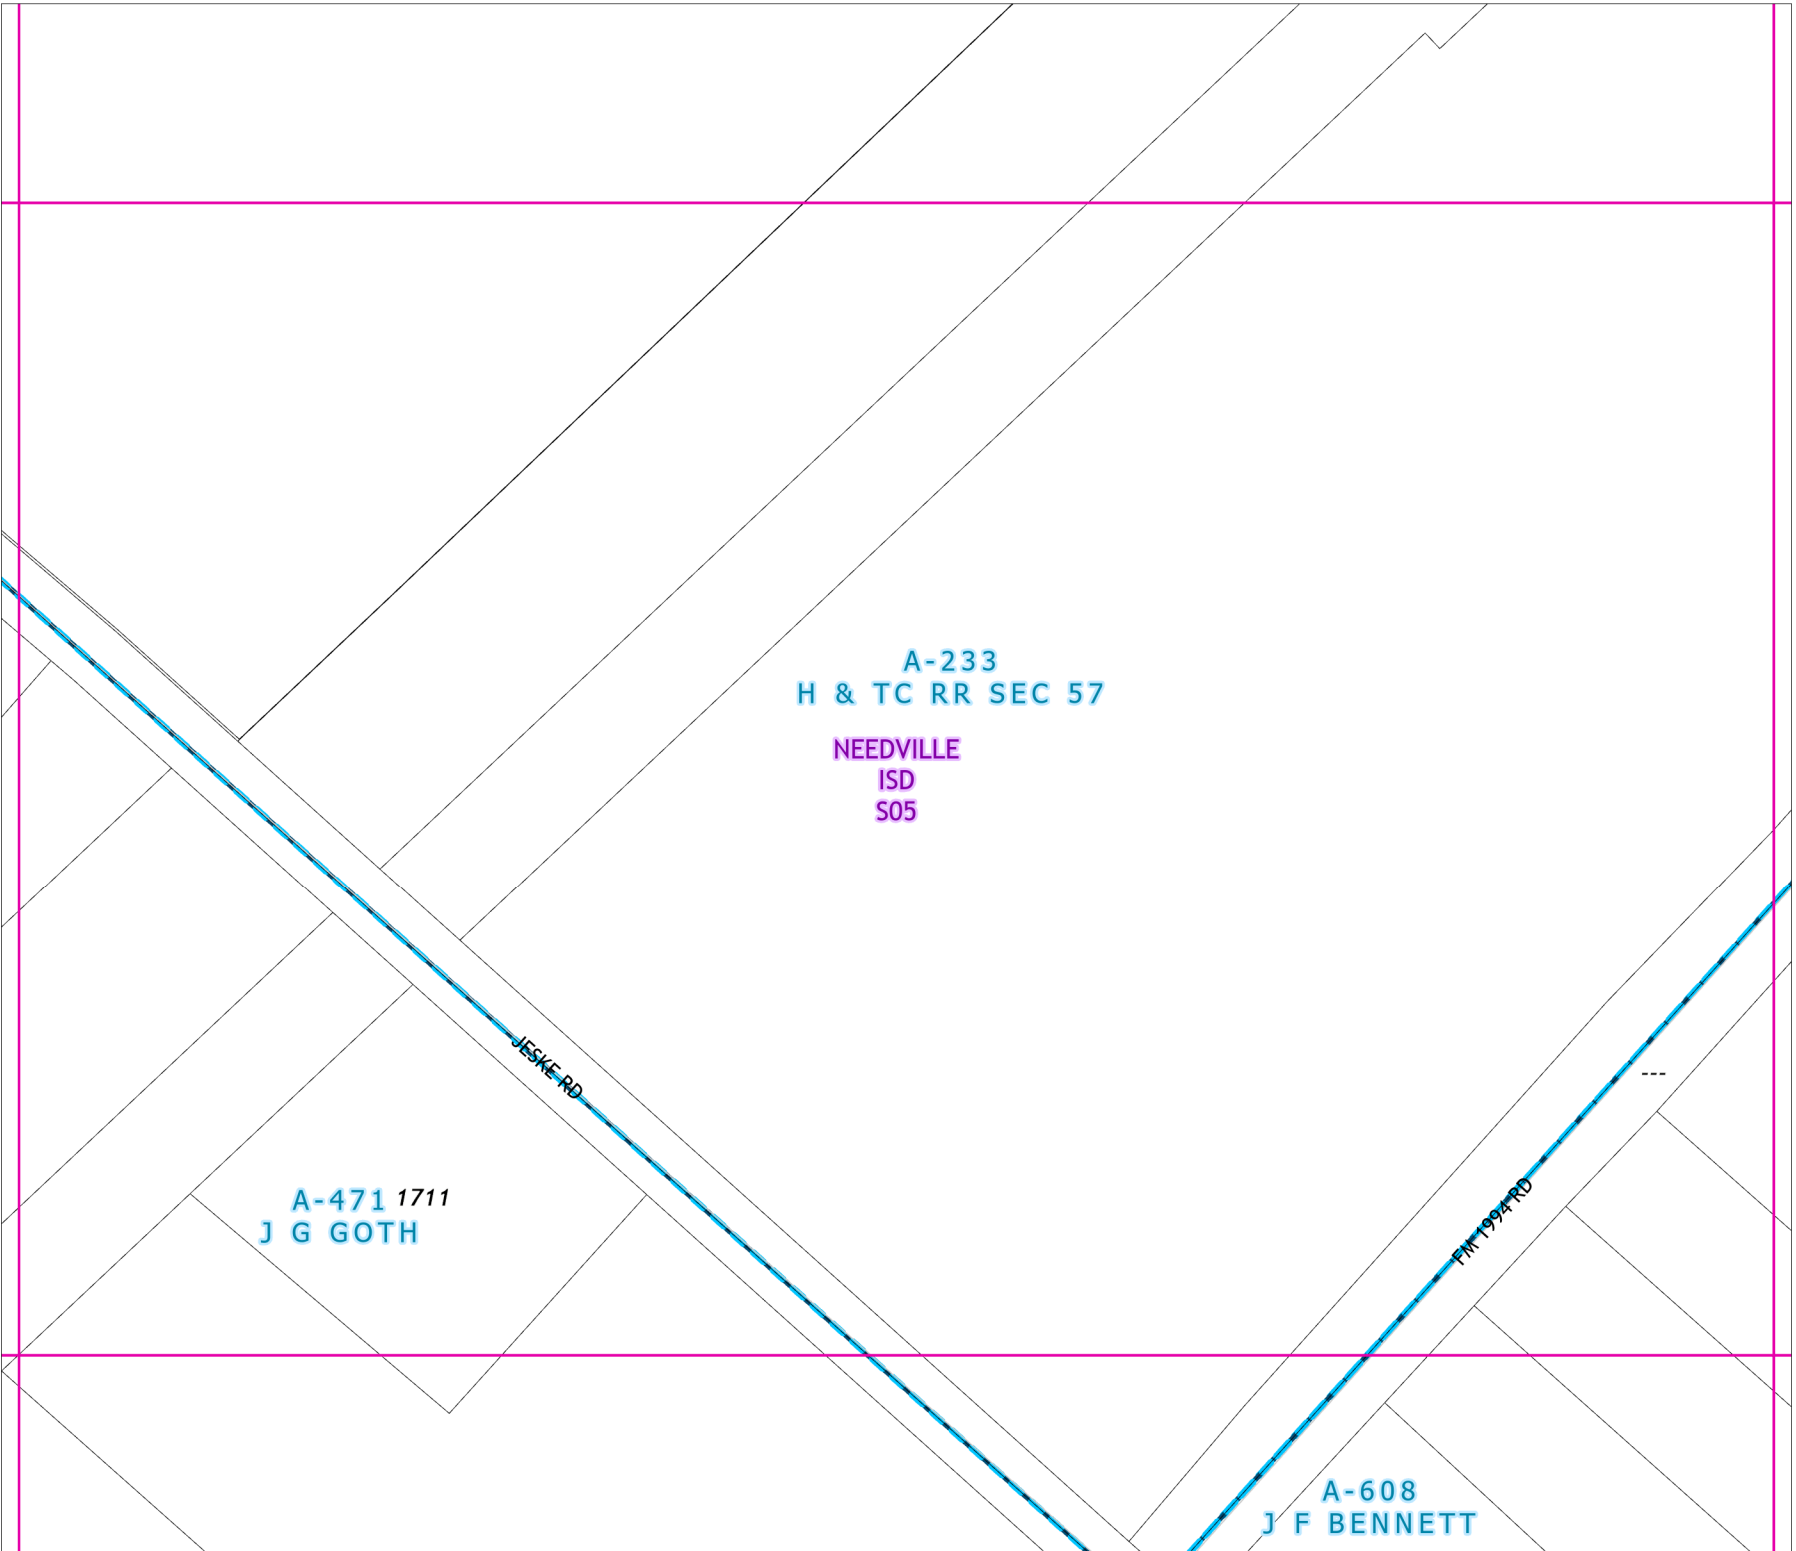 A-233
H & TC RR SEC 57
NEEDVILLE
ISD
S05
JESKE RD
---
FM 1994 RD
A-471 1711
J G GOTH
A-608
J F BENNETT